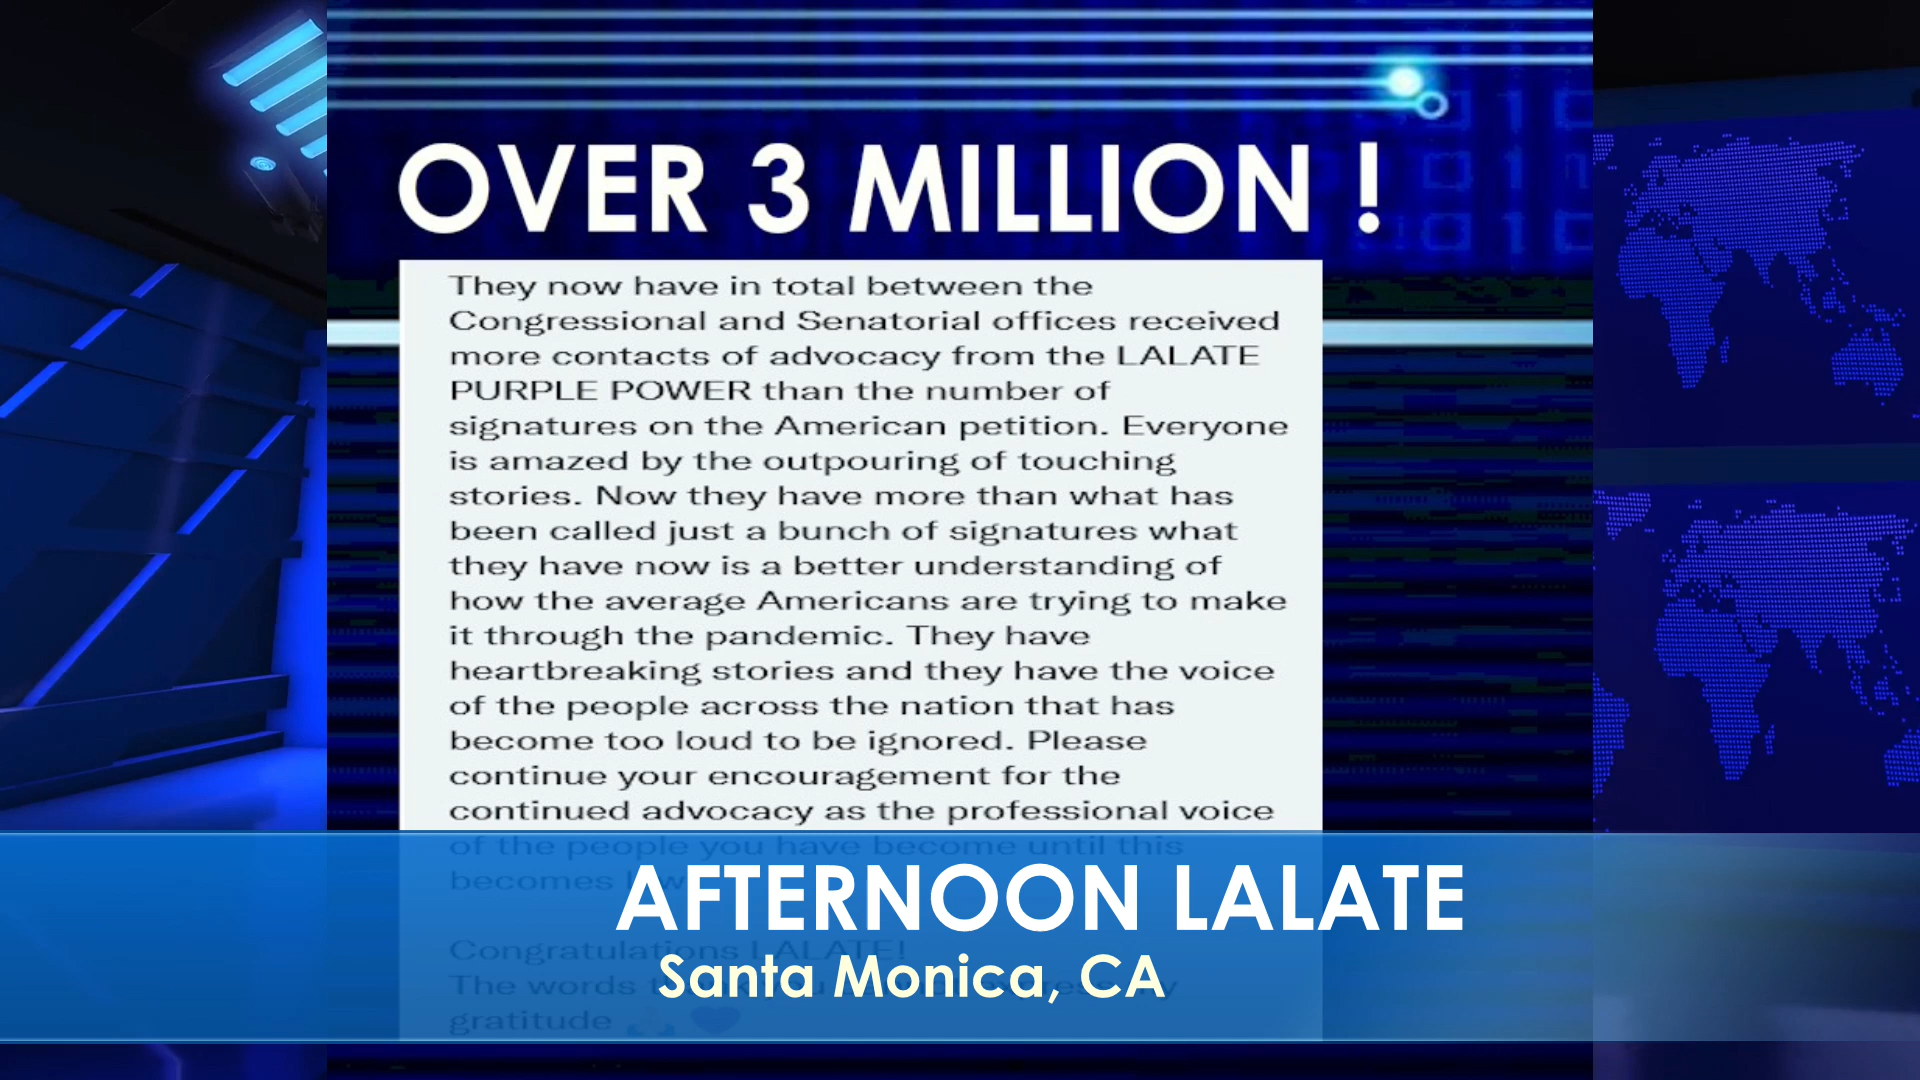 OVER 3 MILLION !
They now have in total between the
Congressional and Senatorial offices received
more contacts of advocacy from the LALATE
PURPLE POWER than the number of
signatures on the American petition. Everyone
is amazed by the outpouring of touching
stories. Now they have more than what has
been called just a bunch of signatures what
they have now is a better understanding of
how the average Americans are trying to make
it through the pandemic. They have
heartbreaking stories and they have the voice
of the people across the nation that has
become too loud to be ignored. Please
continue your encouragement for the
continued advocacy as the professional voice
of the people you have become until this
becomes
AFTERNOON LALATE
Congratulations LALATE!
Santa Monica, CA
The words
gratitude